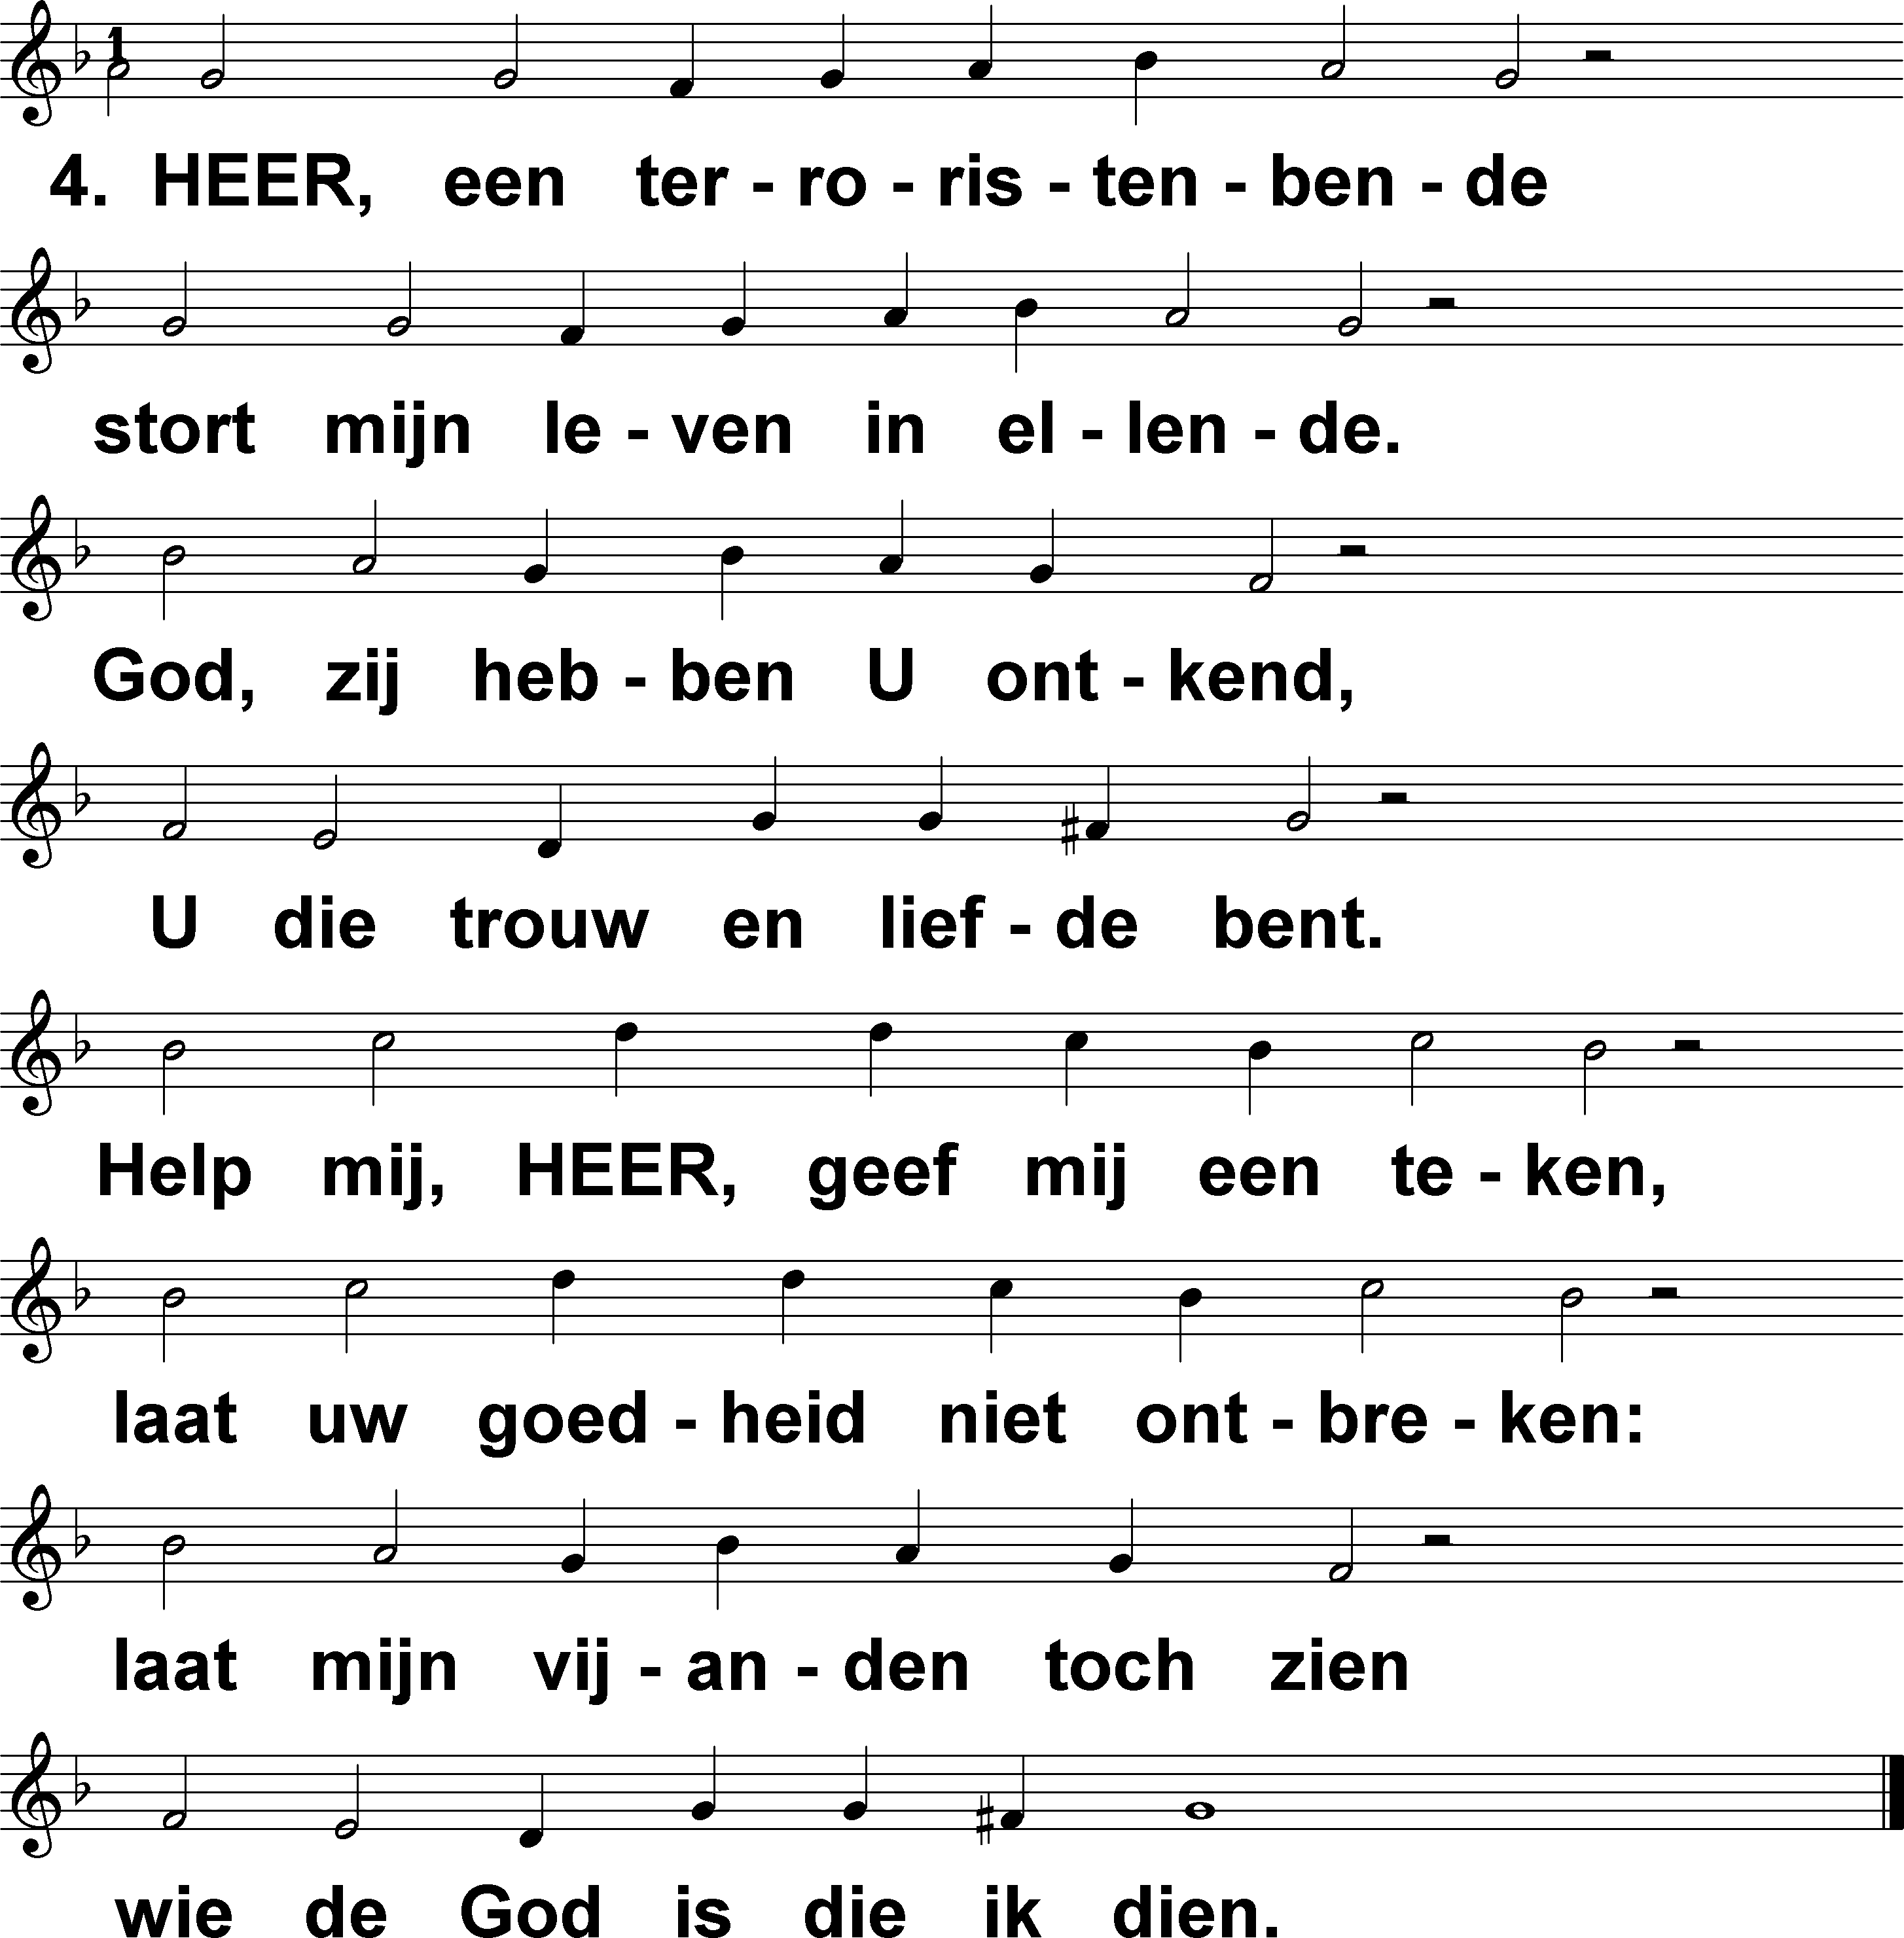 1
4. HEER, een ter - ro - ris - ten - ben - de
stort mijn le - ven in el - len - de.
God, zij heb - ben U ont - kend,
U die trouw en lief - de bent.
Help mij, HEER, geef mij een te - ken,
laat uw goed - heid niet ont - bre - ken:
laat mijn vij - an - den toch zien
wie de God is die ik dien.